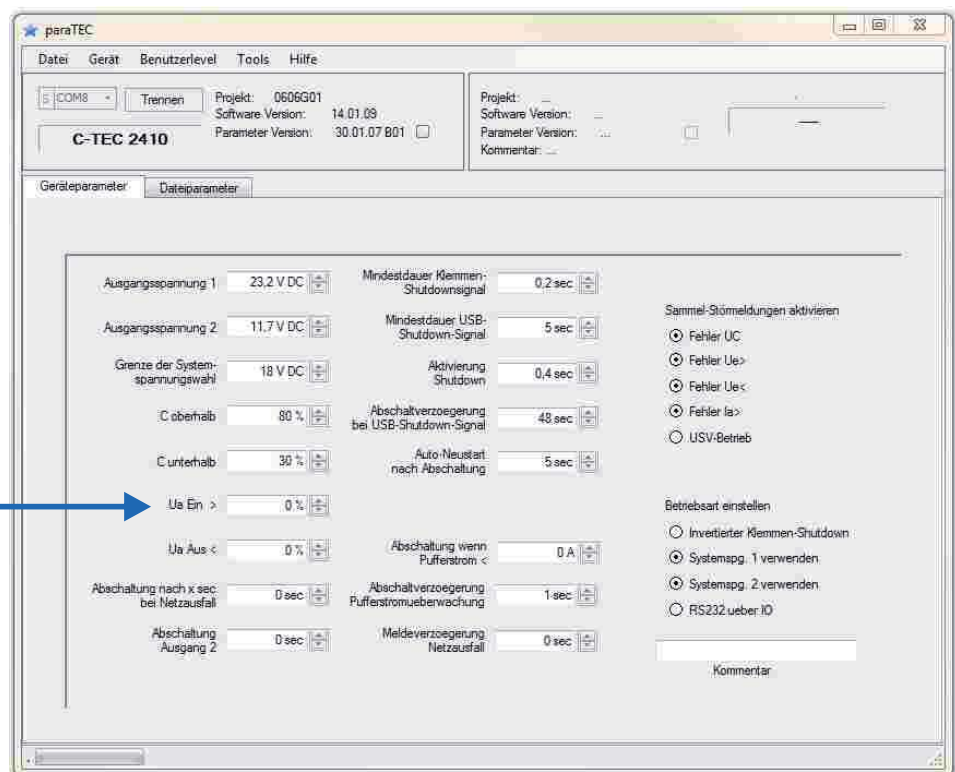 paraTEC
Datei Gerät Benutzerlevel Tools Hilfe
S COM8
Trennen
Projekt: 0606G01
Software Version: 14.01.09
Parameter Version: 30.01.07 B01
C-TEC 2410
Projekt: ...
Software Version: ...
Parameter Version: ...
Kommentar: ...
Geräteparameter
Dateiparameter
Ausgangsspannung 1 23,2 V DC
Ausgangsspannung 2 11,7 V DC
Grenze der System-
spannungswahl 18 V DC
C oberhalb 80 %
C unterhalb 30 %
Ua Ein > 0 %
Ua Aus < 0 %
Abschaltung nach x sec
bei Netzausfall 0 sec
Abschaltung
Ausgang 2 0 sec
Mindestdauer Klemmen-
Shutdownsignal 0,2 sec
Mindestdauer USB-
Shutdown-Signal 5 sec
Aktivierung
Shutdown 0,4 sec
Abschaltverzoegerung
bei USB-Shutdown-Signal 48 sec
Auto-Neustart
nach Abschaltung 5 sec
Abschaltung wenn
Pufferstrom < 0 A
Abschaltverzoegerung
Pufferstromueberwachung 1 sec
Meldeverzoegerung
Netzausfall 0 sec
Sammel-Störmeldungen aktivieren
Fehler UC
Fehler Ue>
Fehler Ue<
Fehler Ia>
USV-Betrieb
Betriebsart einstellen
Invertierter Klemmen-Shutdown
Systemspg. 1 verwenden
Systemspg. 2 verwenden
RS232 ueber IO
Kommentar